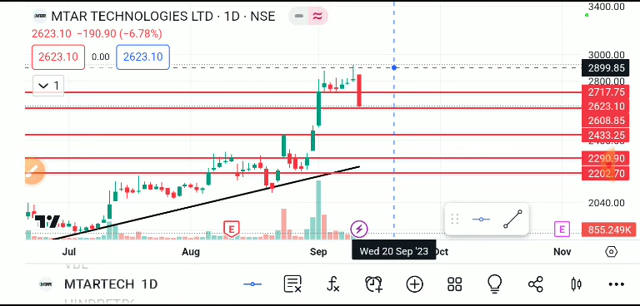 MTAR TECHNOLOGIES LTD · 1D · NSE
2623.10 −190.90 (−6.78%)
2623.10 0.00 2623.10
1
3400.00
3000.00
2899.85
2717.75
2623.10
2608.85
2433.25
2290.90
2202.70
2040.00
855.249K
E
E
Jul Aug Sep Wed 20 Sep '23 Oct Nov
MTARTECH 1D